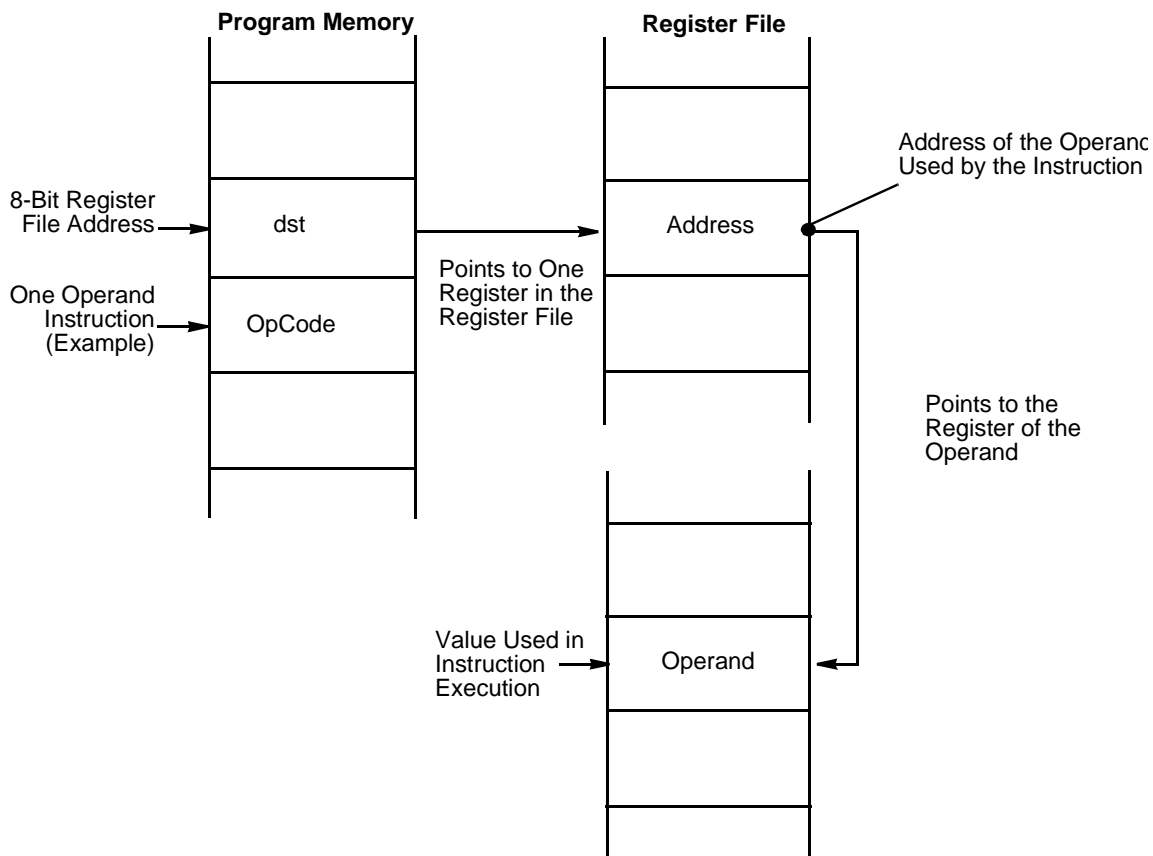 Program Memory
Register File
Address of the Operand
Used by the Instruction
8-Bit Register
File Address
dst
Address
Points to One
Register in the
Register File
One Operand
Instruction
(Example)
OpCode
Points to the
Register of the
Operand
Value Used in
Instruction
Execution
Operand